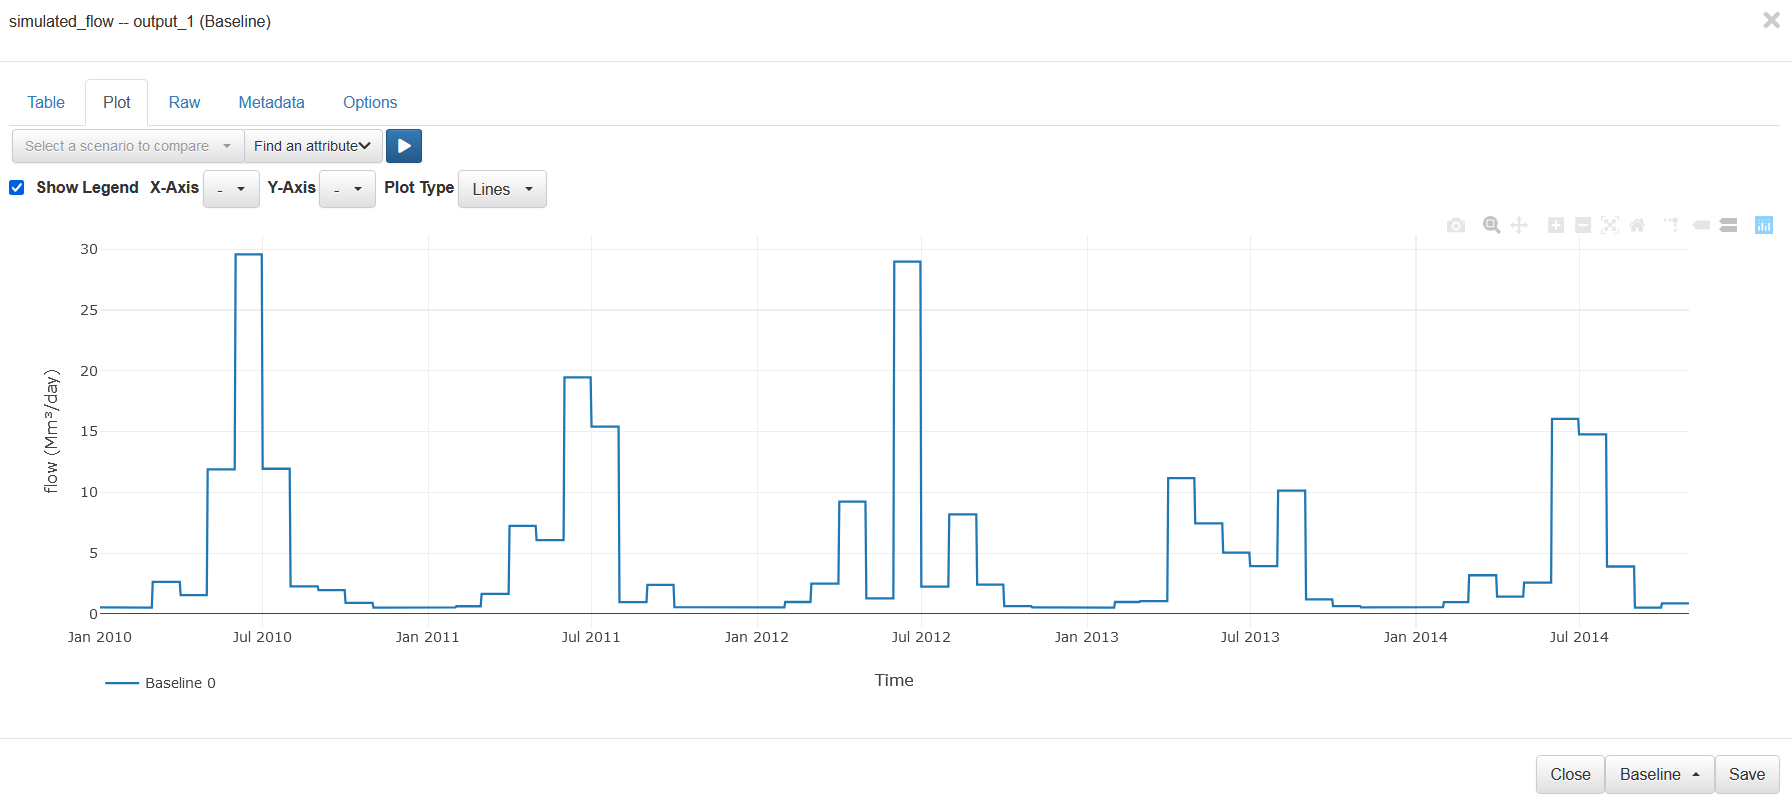 simulated_flow -- output_1 (Baseline)
Table Plot Raw Metadata Options
Select a scenario to compare Find an attribute
Show Legend X-Axis - Y-Axis - Plot Type Lines
30
25
20
15
10
5
0
flow (Mm³/day)
Jan 2010 Jul 2010 Jan 2011 Jul 2011 Jan 2012 Jul 2012 Jan 2013 Jul 2013 Jan 2014 Jul 2014
Time
Baseline 0
Close Baseline Save